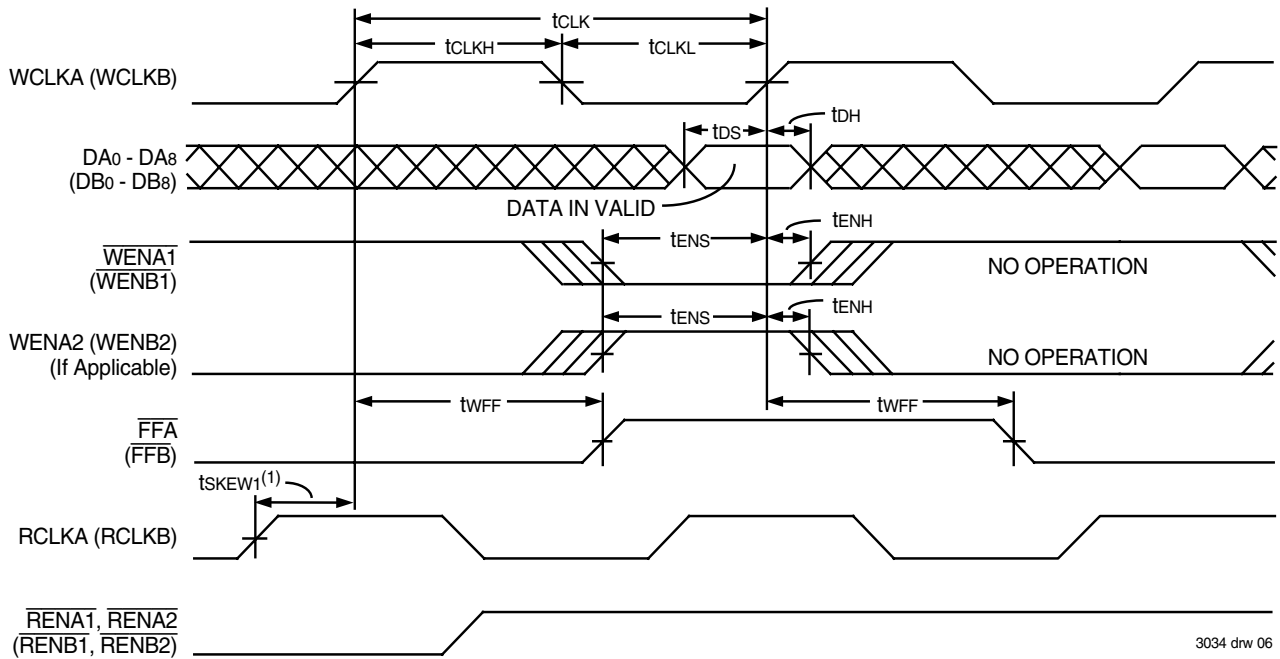 tCLK
tCLKH
tCLKL
WCLKA (WCLKB)
tDS
tDH
DA0 - DA8
(DB0 - DB8)
DATA IN VALID
tENS
tENH
WENA1
(WENB1)
NO OPERATION
tENS
tENH
WENA2 (WENB2)
(If Applicable)
NO OPERATION
tWFF
tWFF
FFA
(FFB)
tSKEW1(1)
RCLKA (RCLKB)
RENA1, RENA2
(RENB1, RENB2)
3034 drw 06